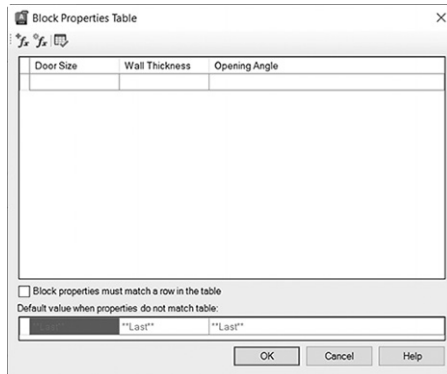 Block Properties Table
Door Size Wall Thickness Opening Angle
Block properties must match a row in the table
Default value when properties do not match table:
**Last** **Last** **Last**
OK Cancel Help